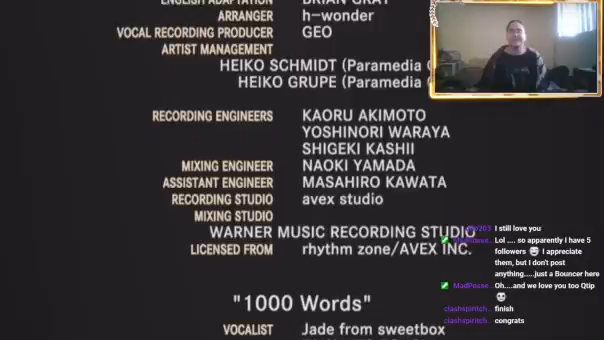 ENGLISH ADAPTATION BRIAN GRAY
ARRANGER h-wonder
VOCAL RECORDING PRODUCER GEO
ARTIST MANAGEMENT
HEIKO SCHMIDT (Paramedia
HEIKO GRUPE (Paramedia
RECORDING ENGINEERS KAORU AKIMOTO
YOSHINORI WARAYA
SHIGEKI KASHII
MIXING ENGINEER NAOKI YAMADA
ASSISTANT ENGINEER MASAHIRO KAWATA
RECORDING STUDIO avex studio
MIXING STUDIO
WARNER MUSIC RECORDING STUDIO
LICENSED FROM rhythm zone/AVEX INC.
"1000 Words"
VOCALIST Jade from sweetbox
I still love you
Lol .... so apparently I have 5
followers I appreciate
them, but I don't post
anything.....just a Bouncer here
Oh....and we love you too Qtip
finish
congrats